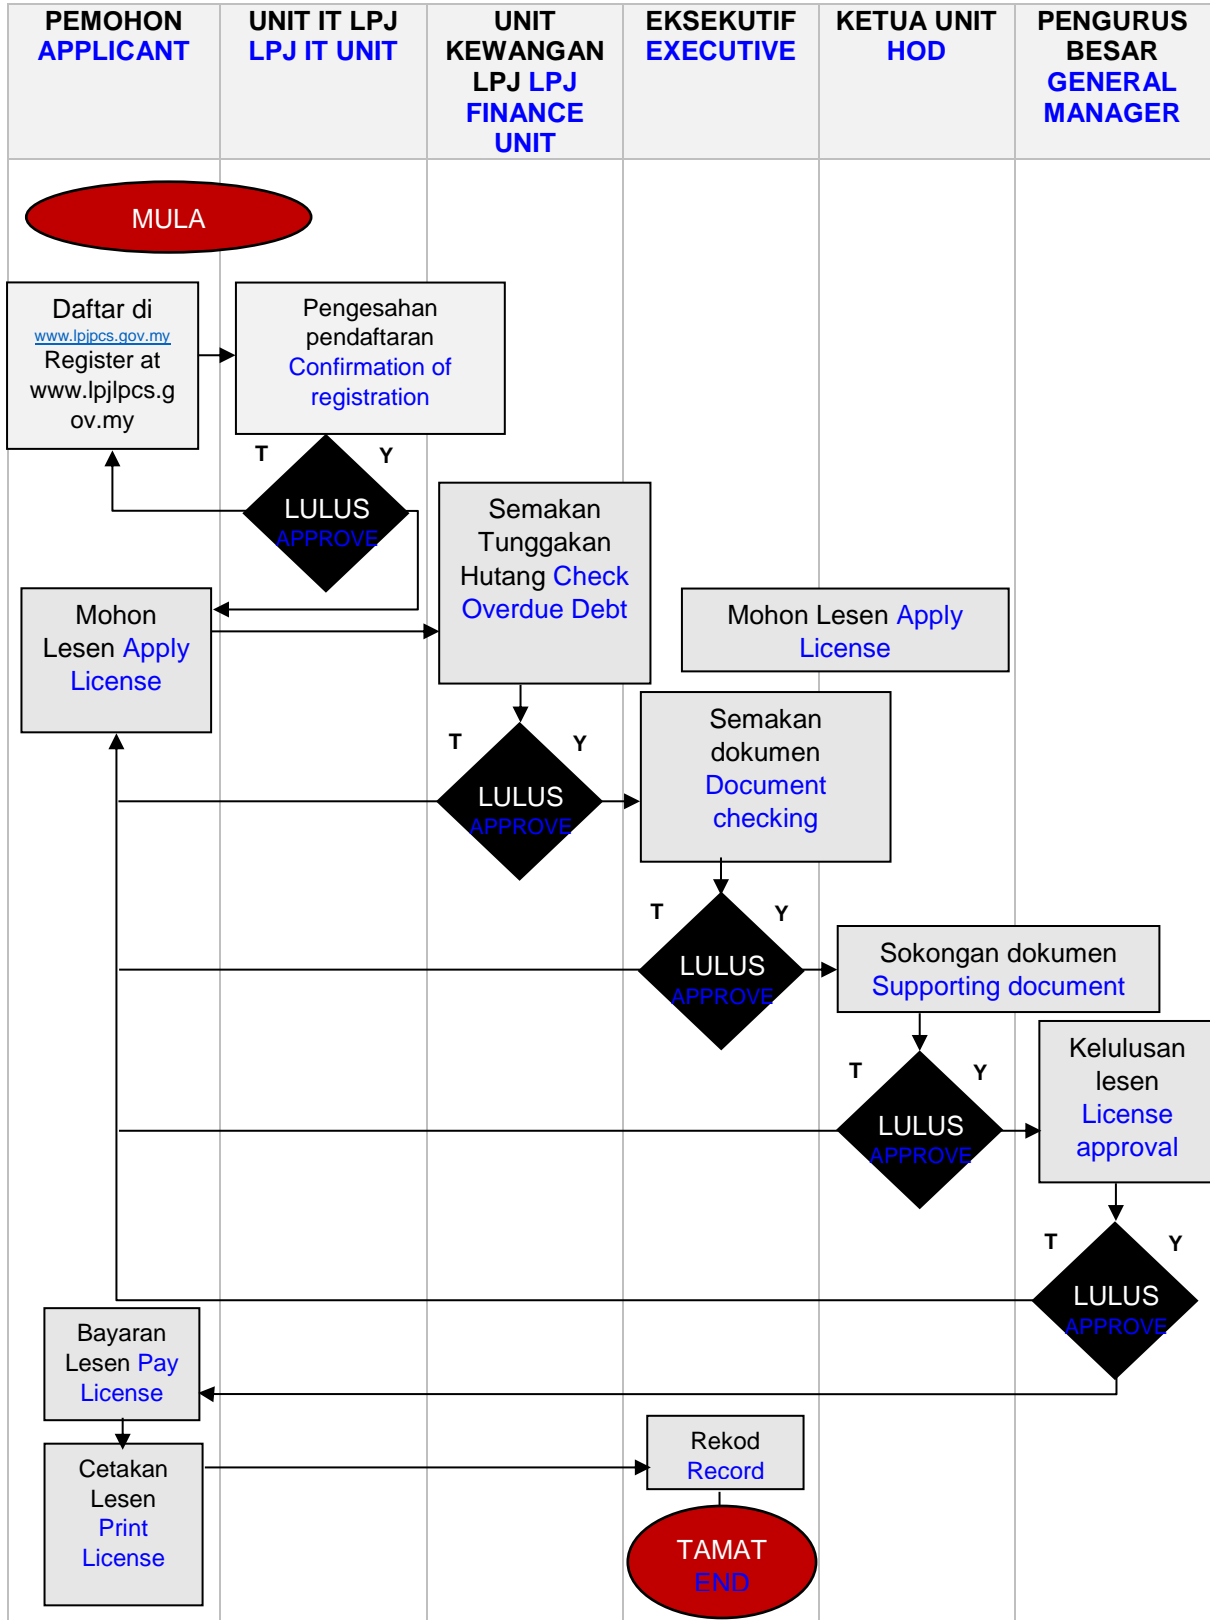 PEMOHON
APPLICANT
UNIT IT LPJ
LPJ IT UNIT
UNIT
KEWANGAN
LPJ LPJ
FINANCE
UNIT
EKSEKUTIF
EXECUTIVE
KETUA UNIT
HOD
PENGURUS
BESAR
GENERAL
MANAGER
MULA
Daftar di
www.lpjpcs.gov.my
Register at
www.lpjlpcs.g
ov.my
Pengesahan
pendaftaran
Confirmation of
registration
T
Y
LULUS
APPROVE
Semakan
Tunggakan
Hutang Check
Overdue Debt
Mohon
Lesen Apply
License
Mohon Lesen Apply
License
T
Y
LULUS
APPROVE
Semakan
dokumen
Document
checking
T
Y
LULUS
APPROVE
Sokongan dokumen
Supporting document
T
Y
LULUS
APPROVE
Kelulusan
lesen
License
approval
T
Y
LULUS
APPROVE
Bayaran
Lesen Pay
License
Cetakan
Lesen
Print
License
Rekod
Record
TAMAT
END